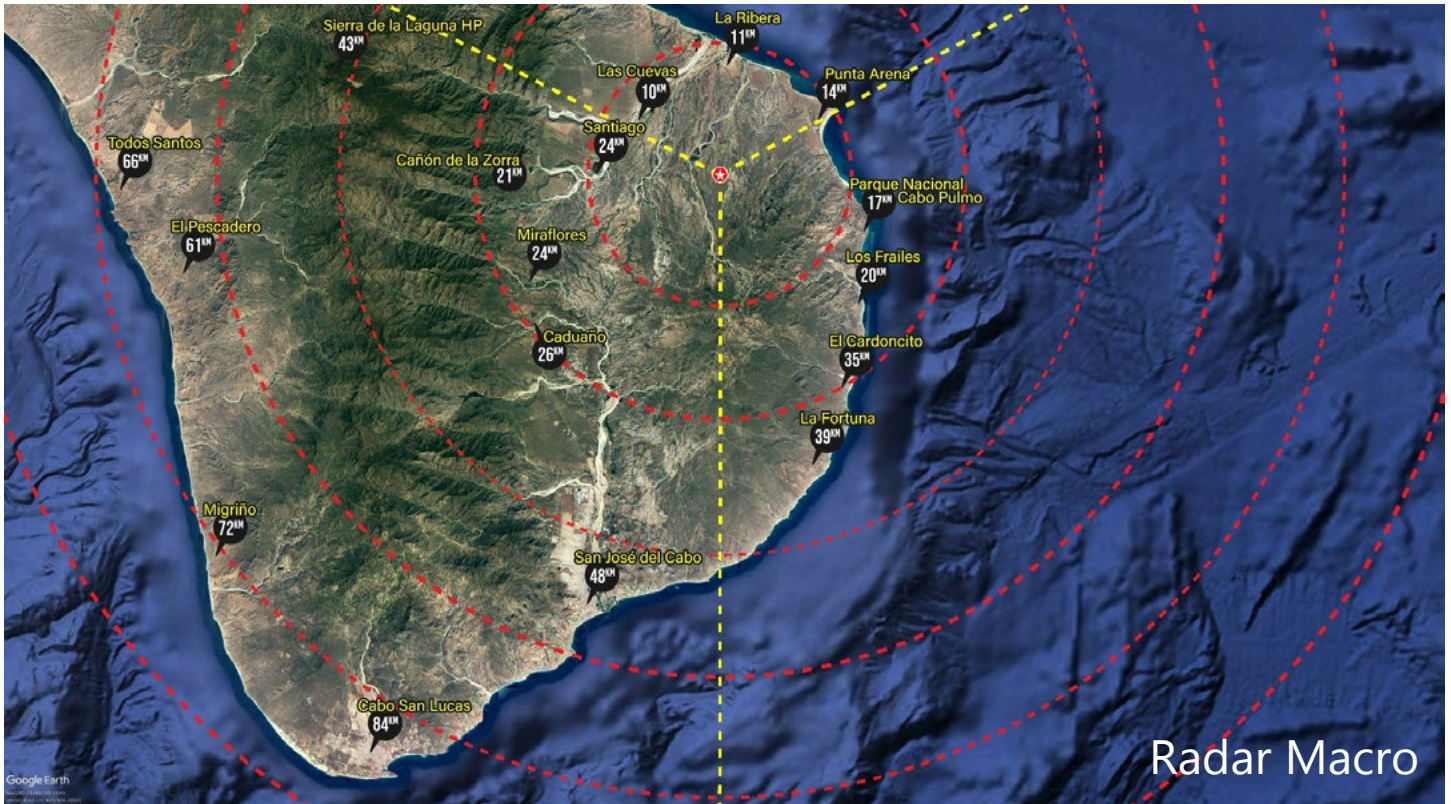 La Ribera
11KM
Sierra de la Laguna HP
43KM
Las Cuevas
10KM
Punta Arena
14KM
Santiago
24KM
Todos Santos
66KM
Cañón de la Zorra
21KM
Parque Nacional
17KM Cabo Pulmo
El Pescadero
61KM
Miraflores
24KM
Los Frailes
20KM
Caduaño
26KM
El Cardoncito
35KM
La Fortuna
39KM
Migriño
72KM
San José del Cabo
48KM
Cabo San Lucas
84KM
Radar Macro
Google Earth